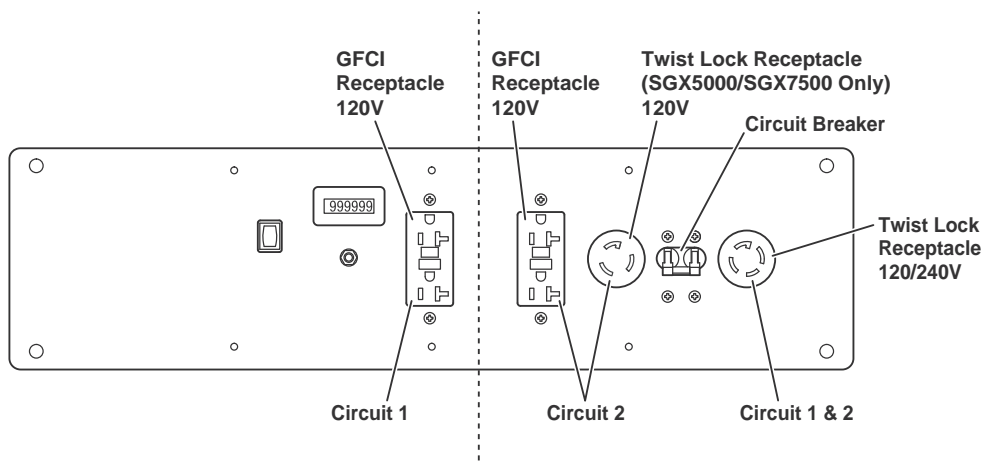 GFCI
Receptacle
120V
GFCI
Receptacle
120V
Twist Lock Receptacle
(SGX5000/SGX7500 Only)
120V
Circuit Breaker
999999
Twist Lock
Receptacle
120/240V
Circuit 1
Circuit 2
Circuit 1 & 2